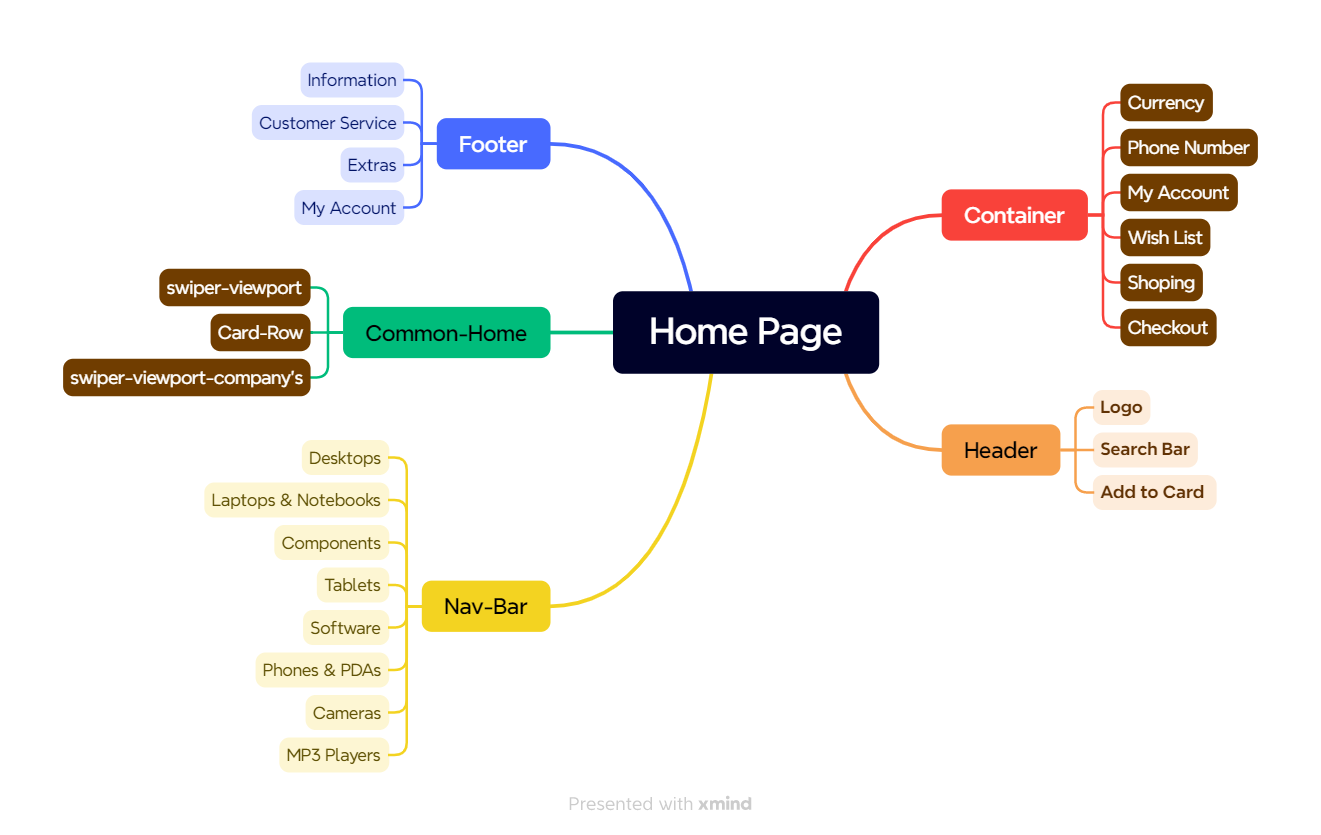 Home Page
Container
Currency
Phone Number
My Account
Wish List
Shoping
Checkout
Header
Logo
Search Bar
Add to Card
Nav-Bar
Desktops
Laptops & Notebooks
Components
Tablets
Software
Phones & PDAs
Cameras
MP3 Players
Common-Home
swiper-viewport
Card-Row
swiper-viewport-company's
Footer
Information
Customer Service
Extras
My Account
Presented with xmind